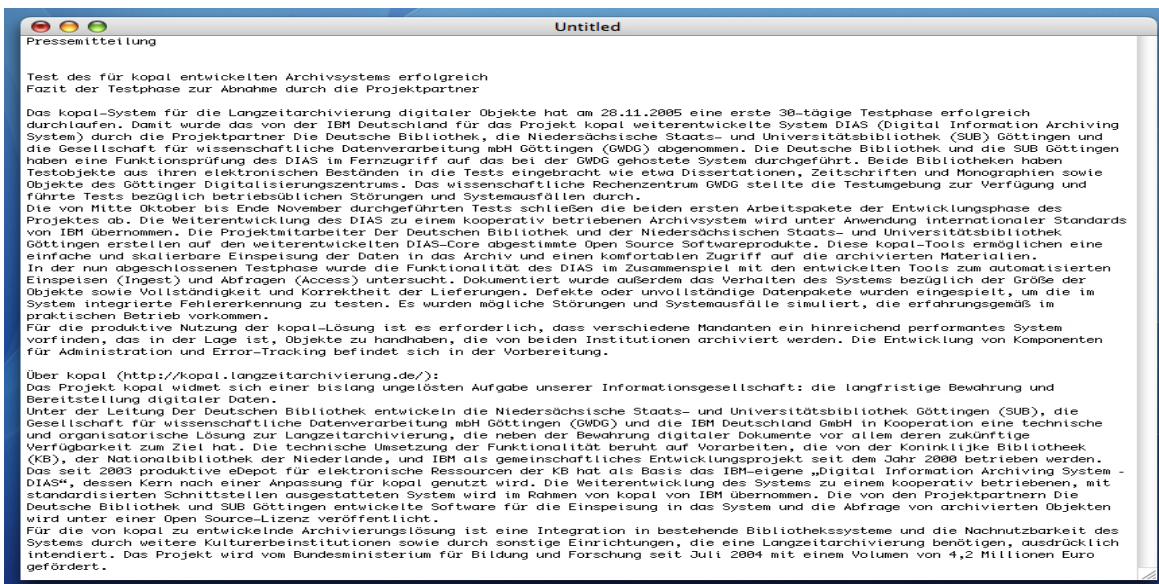 Untitled
Pressemitteilung
Test des für kopal entwickelten Archivsystems erfolgreich
Fazit der Testphase zur Abnahme durch die Projektpartner
Das kopal-System für die Langzeitarchivierung digitaler Objekte hat am 28.11.2005 eine erste 30-tägige Testphase erfolgreich
durchlaufen. Damit wurde das von der IBM Deutschland für das Projekt kopal weiterentwickelte System DIAS (Digital Information Archiving
System) durch die Projektpartner Die Deutsche Bibliothek, die Niedersächsische Staats- und Universitätsbibliothek (SUB) Göttingen und
die Gesellschaft für wissenschaftliche Datenverarbeitung mbH Göttingen (GWDG) abgenommen. Die Deutsche Bibliothek und die SUB Göttingen
haben eine Funktionsprüfung des DIAS im Fernzugriff auf das bei der GWDG gehostete System durchgeführt. Beide Bibliotheken haben
Testobjekte aus ihren elektronischen Beständen in die Tests eingebracht wie etwa Dissertationen, Zeitschriften und Monographien sowie
Objekte des Göttinger Digitalisierungszentrums. Das wissenschaftliche Rechenzentrum GWDG stellte die Testumgebung zur Verfügung und
führte Tests bezüglich betriebsüblichen Störungen und Systemausfällen durch.
Die von Mitte Oktober bis Ende November durchgeführten Tests schließen die beiden ersten Arbeitspakete der Entwicklungsphase des
Projektes ab. Die Weiterentwicklung des DIAS zu einem kooperativ betriebenen Archivsystem wird unter Anwendung internationaler Standards
von IBM übernommen. Die Projektmitarbeiter Der Deutschen Bibliothek und der Niedersächsischen Staats- und Universitätsbibliothek
Göttingen erstellen auf den weiterentwickelten DIAS-Core abgestimmte Open Source Softwareprodukte. Diese kopal-Tools ermöglichen eine
einfache und skalierbare Einspeisung der Daten in das Archiv und einen komfortablen Zugriff auf die archivierten Materialien.
In der nun abgeschlossenen Testphase wurde die Funktionalität des DIAS im Zusammenspiel mit den entwickelten Tools zum automatisierten
Einspeisen (Ingest) und Abfragen (Access) untersucht. Dokumentiert wurde außerdem das Verhalten des Systems bezüglich der Größe der
Objekte sowie Vollständigkeit und Korrektheit der Lieferungen. Defekte oder unvollständige Datenpakete wurden eingespielt, um die im
System integrierte Fehlererkennung zu testen. Es wurden mögliche Störungen und Systemausfälle simuliert, die erfahrungsgemäß im
praktischen Betrieb vorkommen.
Für die produktive Nutzung der kopal-Lösung ist es erforderlich, dass verschiedene Mandanten ein hinreichend performantes System
vorfinden, das in der Lage ist, Objekte zu handhaben, die von beiden Institutionen archiviert werden. Die Entwicklung von Komponenten
für Administration und Error-Tracking befindet sich in der Vorbereitung.
Über kopal (http://kopal.langzeitarchivierung.de/):
Das Projekt kopal widmet sich einer bislang ungelösten Aufgabe unserer Informationsgesellschaft: die langfristige Bewahrung und
Bereitstellung digitaler Daten.
Unter der Leitung Der Deutschen Bibliothek entwickeln die Niedersächsische Staats- und Universitätsbibliothek Göttingen (SUB), die
Gesellschaft für wissenschaftliche Datenverarbeitung mbH Göttingen (GWDG) und die IBM Deutschland GmbH in Kooperation eine technische
und organisatorische Lösung zur Langzeitarchivierung, die neben der Bewahrung digitaler Dokumente vor allem deren zukünftige
Verfügbarkeit zum Ziel hat. Die technische Umsetzung der Funktionalität beruht auf Vorarbeiten, die von der Koninklijke Bibliotheek
(KB), der Nationalbibliothek der Niederlande, und IBM als gemeinschaftliches Entwicklungsprojekt seit dem Jahr 2000 betrieben werden.
Das seit 2003 produktive eDepot für elektronische Ressourcen der KB hat als Basis das IBM-eigene „Digital Information Archiving System -
DIAS“, dessen Kern nach einer Anpassung für kopal genutzt wird. Die Weiterentwicklung des Systems zu einem kooperativ betriebenen, mit
standardisierten Schnittstellen ausgestatteten System wird im Rahmen von kopal von IBM übernommen. Die von den Projektpartnern Die
Deutsche Bibliothek und SUB Göttingen entwickelte Software für die Einspeisung in das System und die Abfrage von archivierten Objekten
wird unter einer Open Source-Lizenz veröffentlicht.
Für die von kopal zu entwickelnde Archivierungslösung ist eine Integration in bestehende Bibliothekssysteme und die Nachnutzbarkeit des
Systems durch weitere Kulturerbeinstitutionen sowie durch sonstige Einrichtungen, die eine Langzeitarchivierung benötigen, ausdrücklich
intendiert. Das Projekt wird vom Bundesministerium für Bildung und Forschung seit Juli 2004 mit einem Volumen von 4,2 Millionen Euro
gefördert.